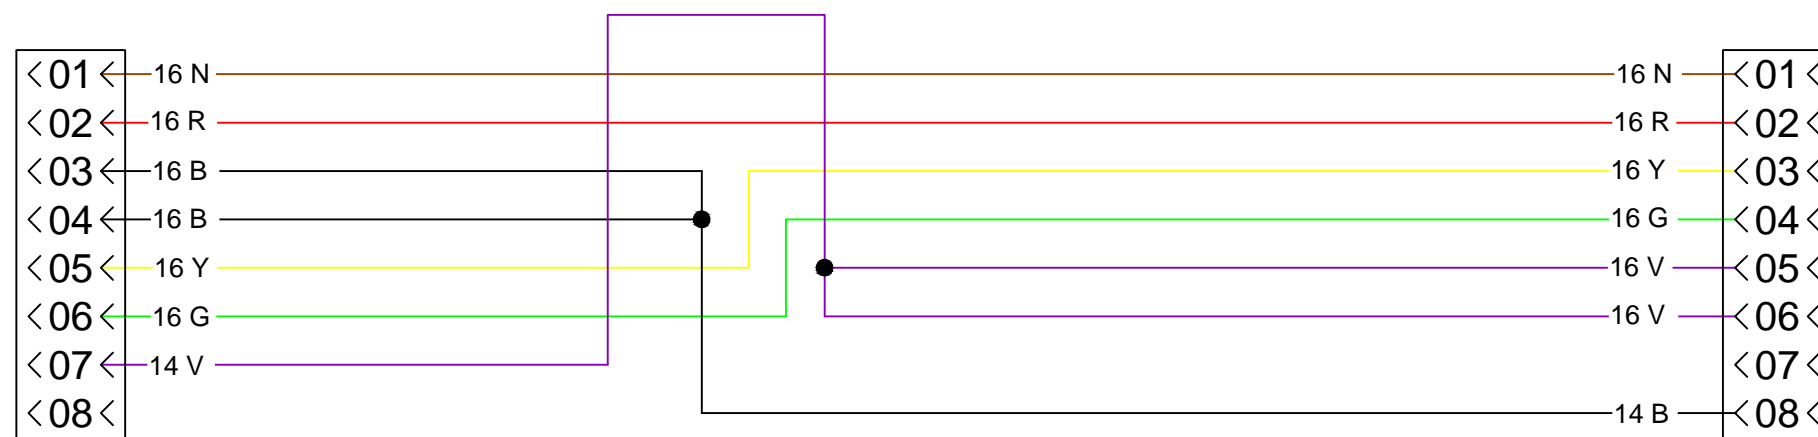 01 16 N 16 N 01
02 16 R 16 R 02
03 16 B 16 Y 03
04 16 B 16 G 04
05 16 Y 16 V 05
06 16 G 16 V 06
07 14 V 07
08 14 B 08